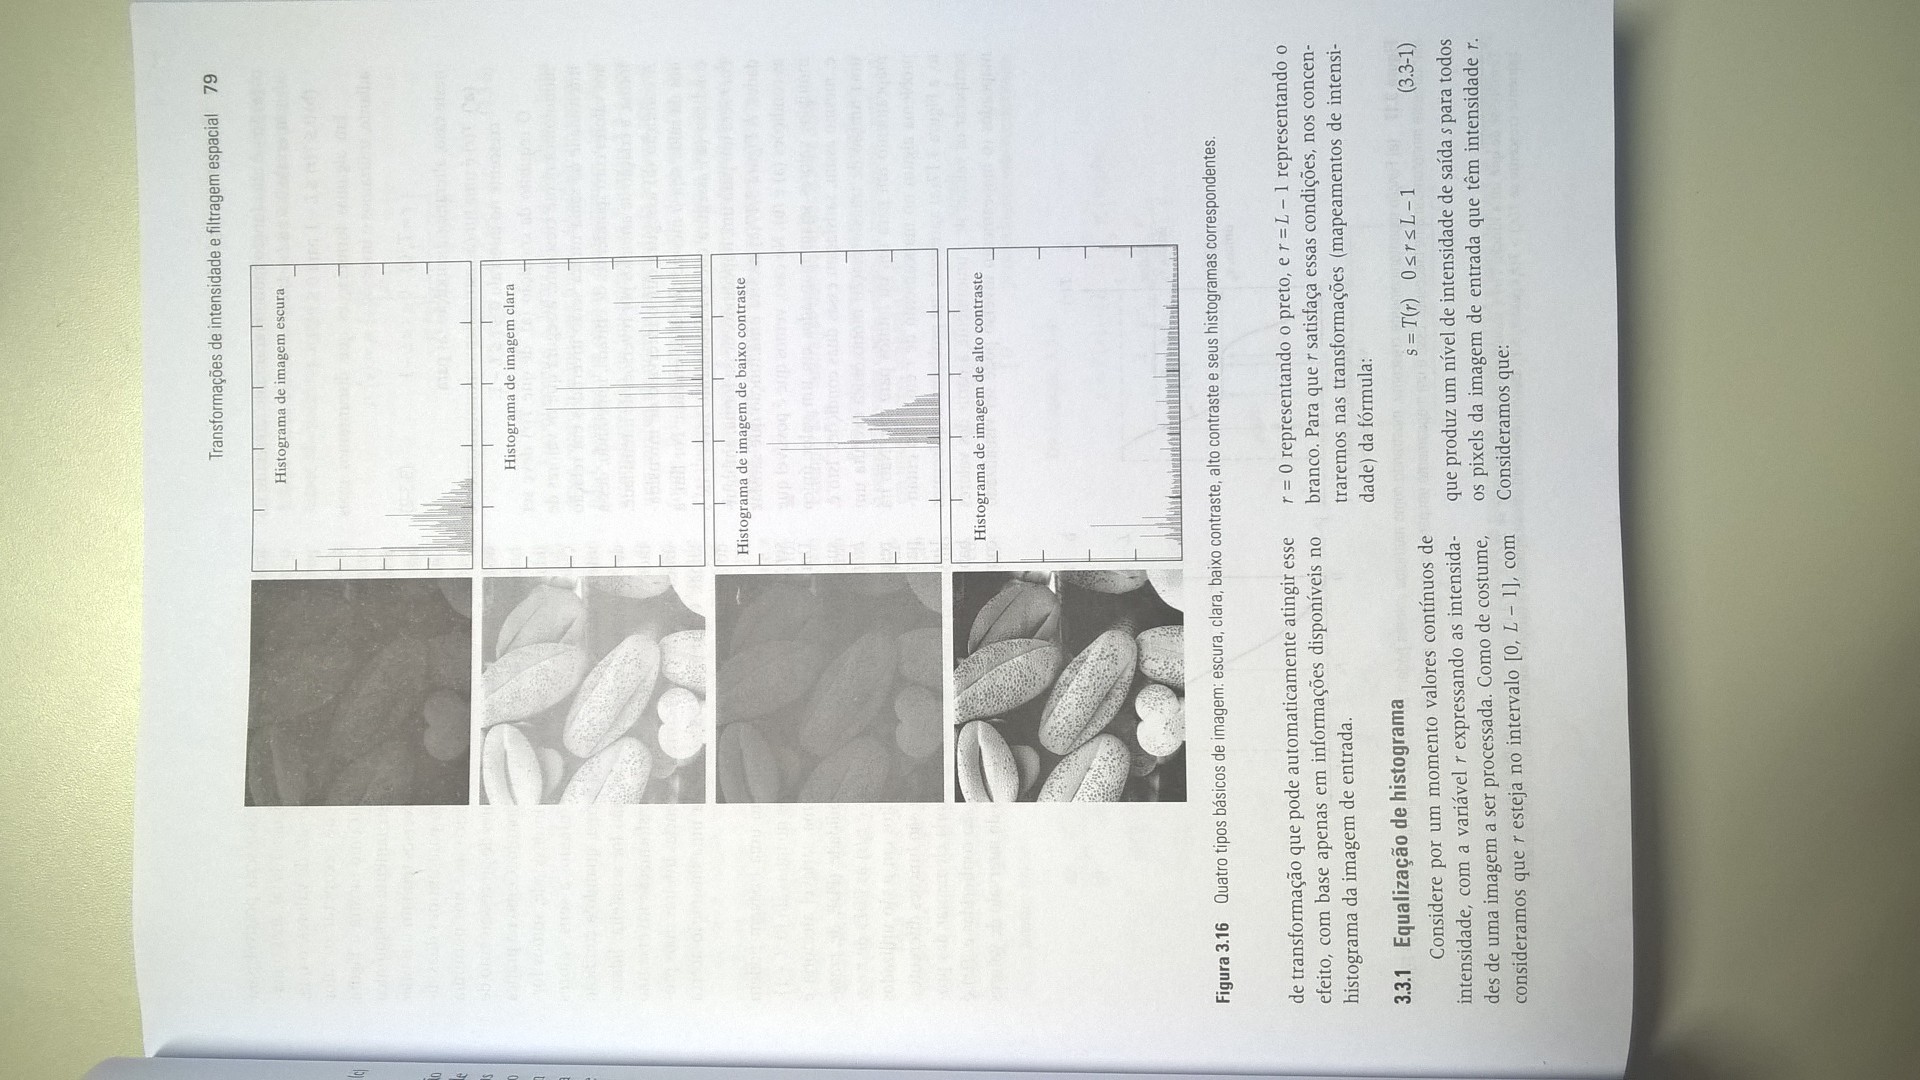 Transformações de intensidade e filtragem espacial 79
Histograma de imagem escura
Histograma de imagem clara
Histograma de imagem de baixo contraste
Histograma de imagem de alto contraste
Figura 3.16 Quatro tipos básicos de imagem: escura, clara, baixo contraste, alto contraste e seus histogramas correspondentes.
de transformação que pode automaticamente atingir esse
efeito, com base apenas em informações disponíveis no
histograma da imagem de entrada.
3.3.1 Equalização de histograma
Considere por um momento valores contínuos de
intensidade, com a variável r expressando as intensida-
des de uma imagem a ser processada. Como de costume,
consideramos que r esteja no intervalo [0, L – 1], com
r = 0 representando o preto, e r = L – 1 representando o
branco. Para que r satisfaça essas condições, nos concen-
traremos nas transformações (mapeamentos de intensi-
dade) da fórmula:
s = T(r) 0 ≤ r ≤ L – 1 (3.3-1)
que produz um nível de intensidade de saída s para todos
os pixels da imagem de entrada que têm intensidade r.
Consideramos que: